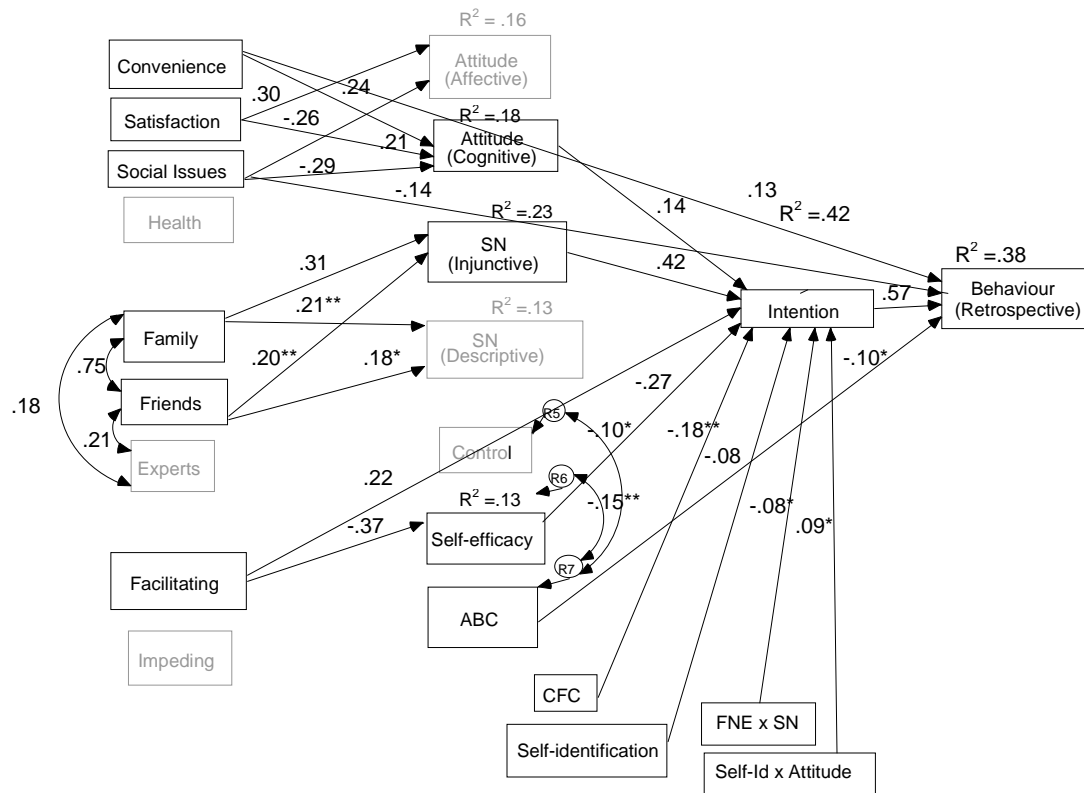 R² = .16
Convenience
Attitude
(Affective)
.24
.30
Satisfaction
-.26
R² =.18
Attitude
(Cognitive)
.21
Social Issues
-.29
-.14
.13
Health
R² =.23
.14
R² =.42
SN
(Injunctive)
.31
.42
R² =.38
Behaviour
(Retrospective)
.57
Intention
.21**
R² =.13
Family
SN
(Descriptive)
.20**
.18*
.75
-.10*
-.27
.18
Friends
R5
.21
Experts
Control
-.10*
-.18**
-.08
.22
R6
R² =.13
-.15**
-.08*
.09*
-.37
Self-efficacy
R7
Facilitating
ABC
Impeding
CFC
FNE x SN
Self-identification
Self-Id x Attitude